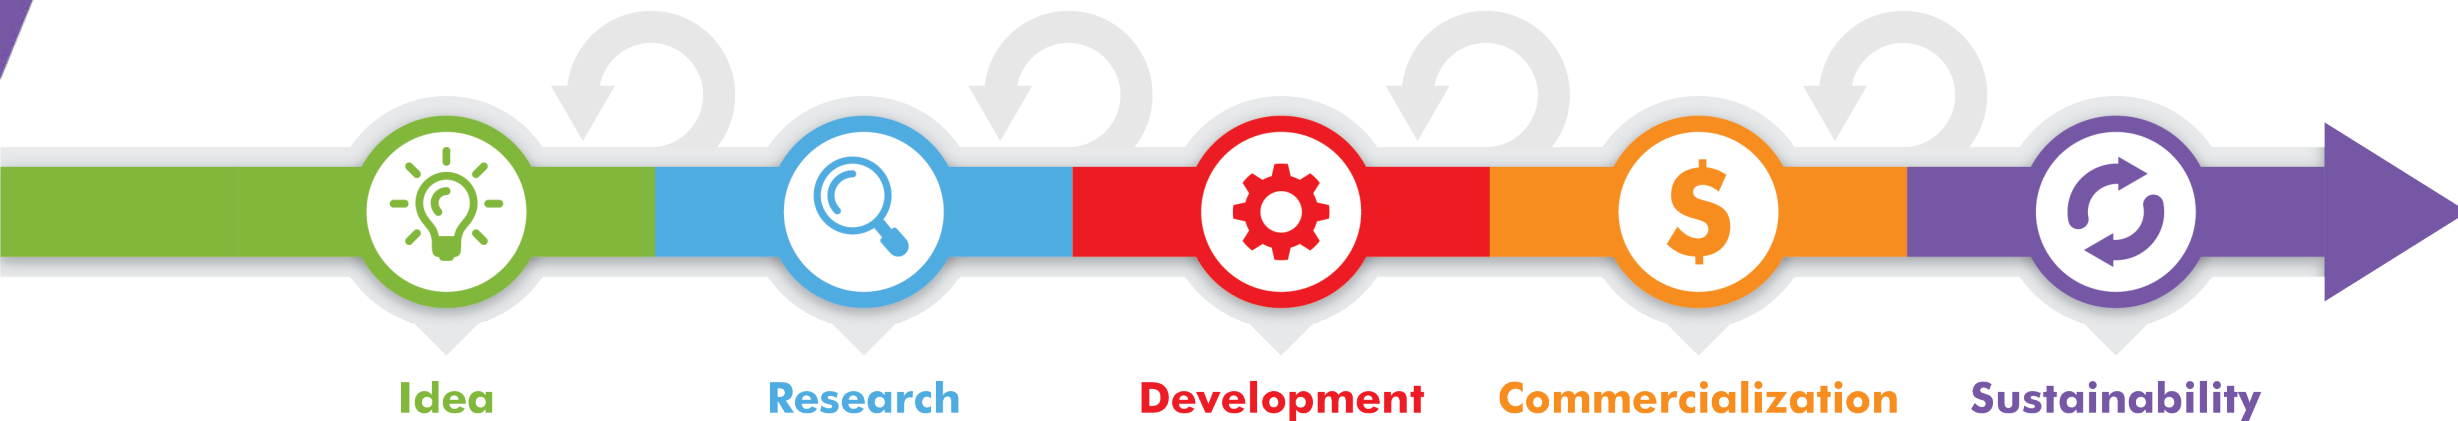 Idea
Research
Development
Commercialization
Sustainability